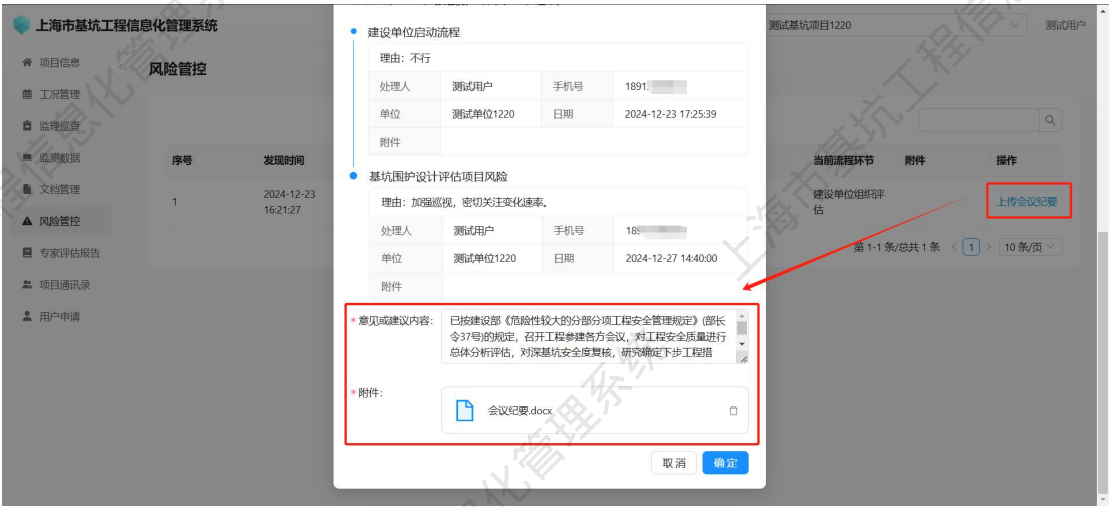 上海市基坑工程信息化管理系统
测试基坑项目1220
测试用户
项目信息
工况管理
监理巡查
监测数据
文档管理
风险管控
专家评估报告
项目通讯录
用户申请
风险管控
序号
发现时间
当前流程环节
附件
操作
1
2024-12-23
16:21:27
建设单位组织评
估
上传会议纪要
第 1-1 条/总共 1 条
1
10 条/页
建设单位启动流程
理由：不行
处理人
测试用户
手机号
1891
单位
测试单位1220
日期
2024-12-23 17:25:39
附件
基坑围护设计评估项目风险
理由：加强巡视，密切关注变化速率。
处理人
测试用户
手机号
单位
测试单位1220
日期
2024-12-27 14:40:00
附件
* 意见或建议内容：
已按建设部《危险性较大的分部分项工程安全管理规定》(部长
令37号)的规定，召开工程参建各方会议，对工程安全质量进行
总体分析评估，对深基坑安全度复核，研究确定下步工程措
* 附件：
会议纪要.docx
取 消
确 定